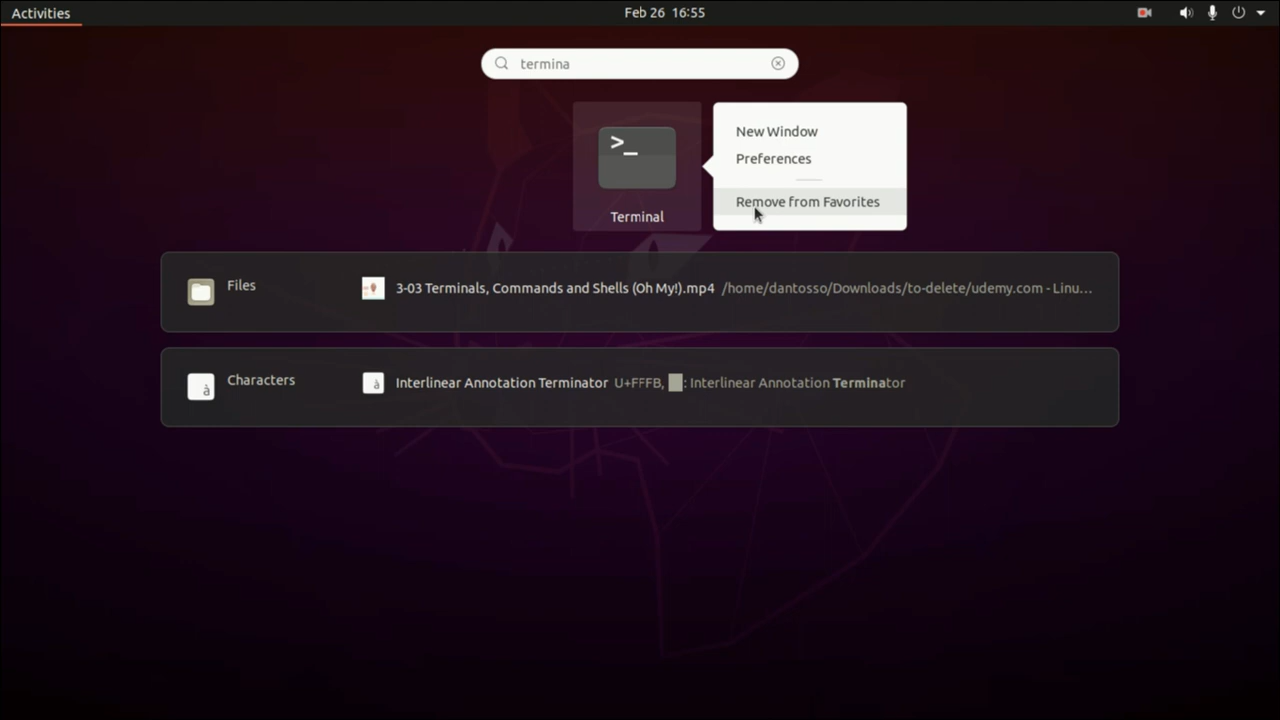 Activities
Feb 26 16:55
termina
>_
Terminal
New Window
Preferences
Remove from Favorites
Files
3-03 Terminals, Commands and Shells (Oh My!).mp4 /home/dantosso/Downloads/to-delete/udemy.com - Linu...
à
Characters
à
Interlinear Annotation Terminator U+FFFB, : Interlinear Annotation Terminator